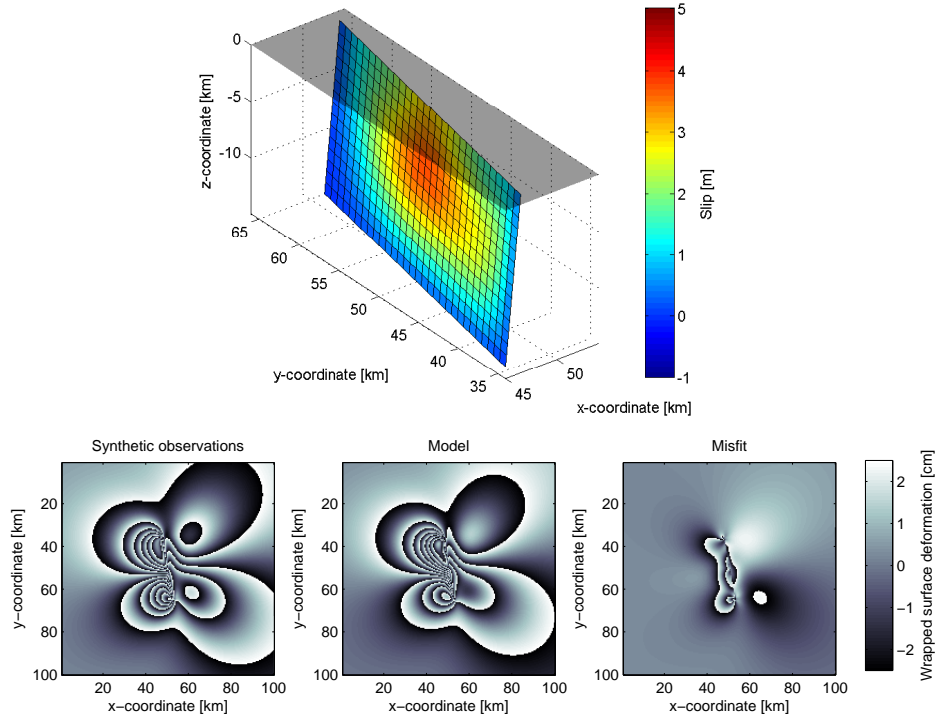 0
-5
-10
z-coordinate [km]
65
60
55
50
45
40
35
y-coordinate [km]
45
50
x-coordinate [km]
5
4
3
2
1
0
-1
Slip [m]
Synthetic observations
20
40
60
80
100
y−coordinate [km]
20 40 60 80 100
x−coordinate [km]
Model
20
40
60
80
100
y−coordinate [km]
20 40 60 80 100
x−coordinate [km]
Misfit
20
40
60
80
100
y−coordinate [km]
20 40 60 80 100
x−coordinate [km]
2
1
0
−1
−2
Wrapped surface deformation [cm]